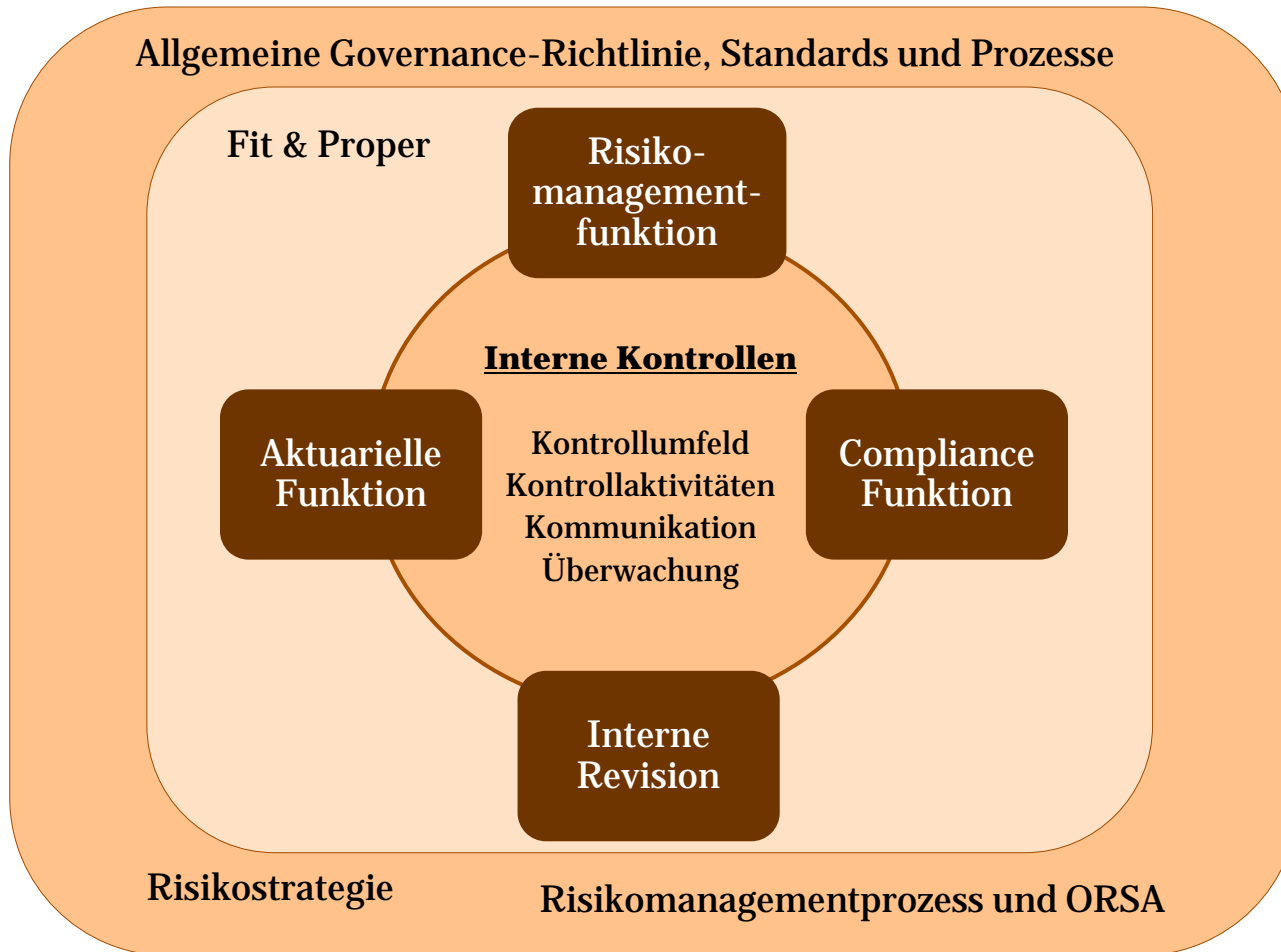 Allgemeine Governance-Richtlinie, Standards und Prozesse
Fit & Proper
Risiko-
management-
funktion
Interne Kontrollen
Aktuarielle
Funktion
Kontrollumfeld
Kontrollaktivitäten
Kommunikation
Überwachung
Compliance
Funktion
Interne
Revision
Risikostrategie
Risikomanagementprozess und ORSA